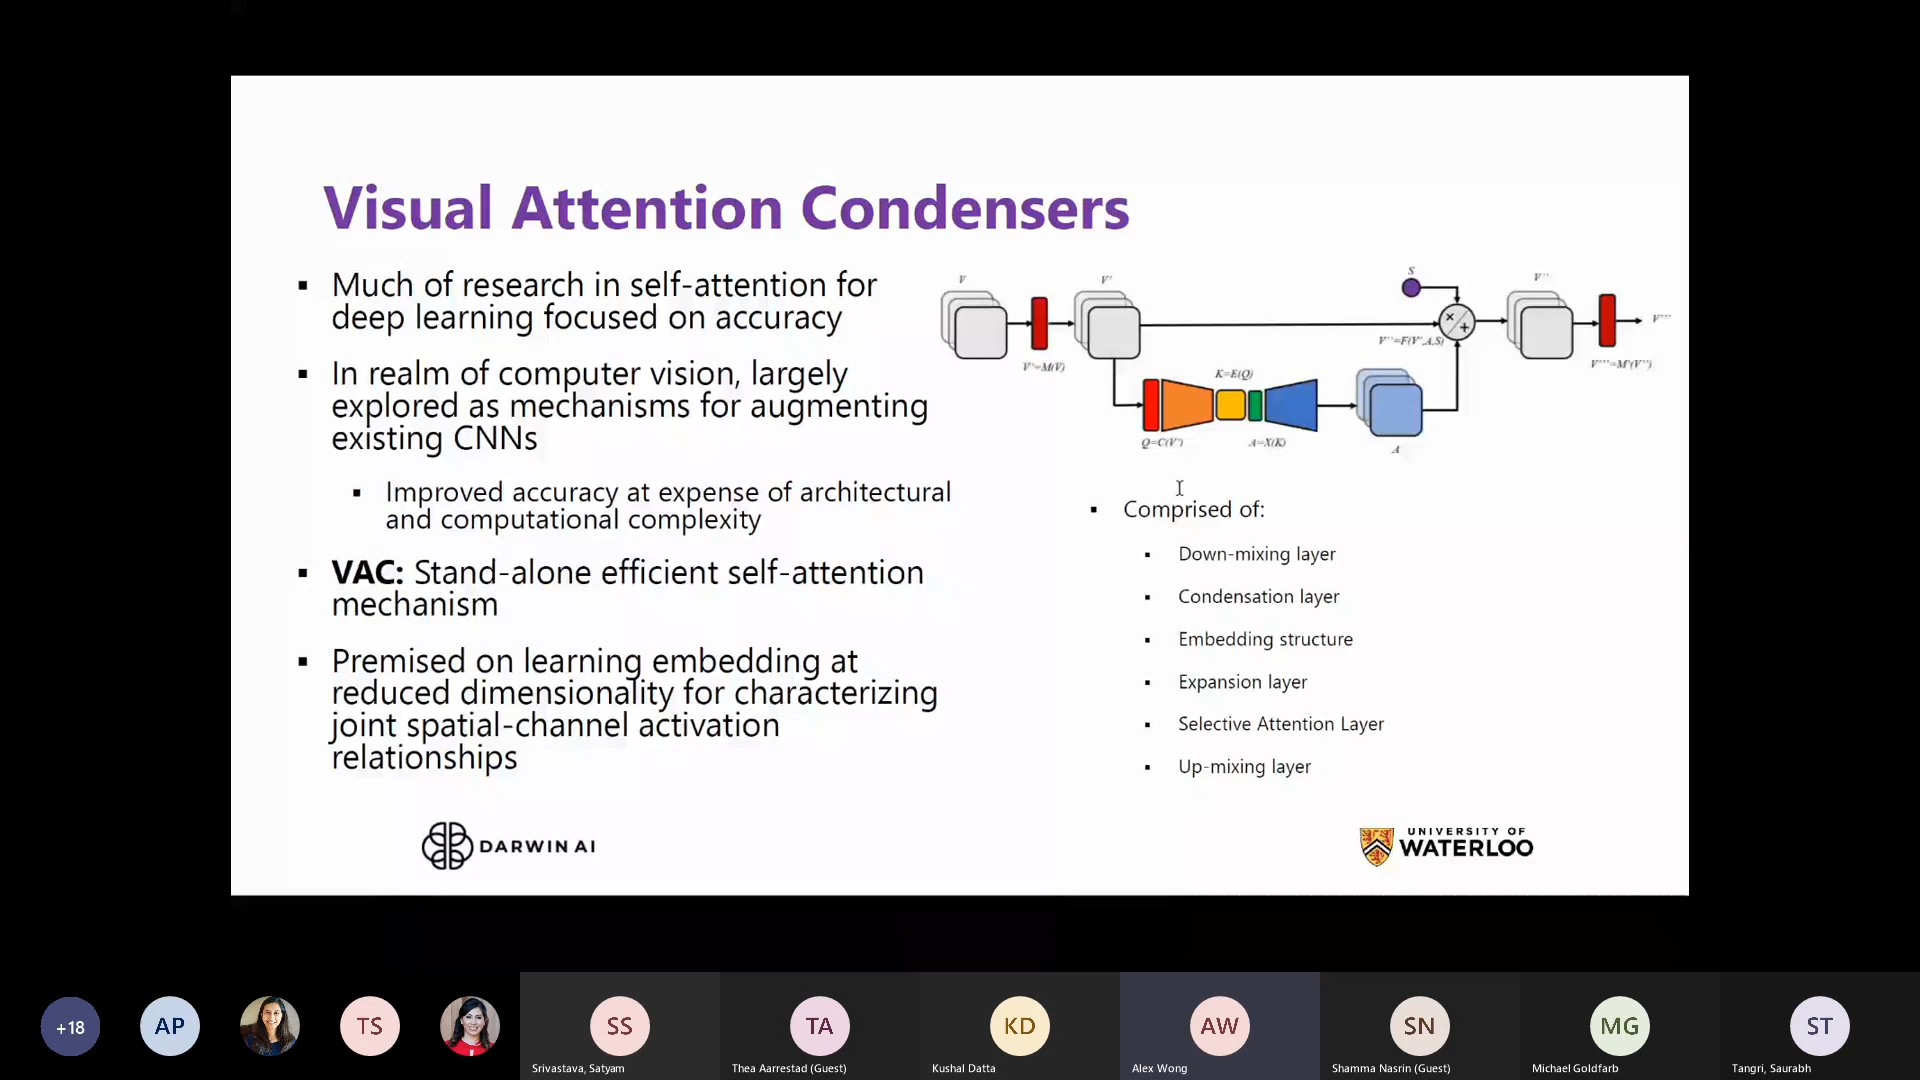 Visual Attention Condensers
Much of research in self-attention for
deep learning focused on accuracy
In realm of computer vision, largely
explored as mechanisms for augmenting
existing CNNs
Improved accuracy at expense of architectural
and computational complexity
VAC: Stand-alone efficient self-attention
mechanism
Premised on learning embedding at
reduced dimensionality for characterizing
joint spatial-channel activation
relationships
V
V'
S
V''
V'''
V'=M(V)
V''=F(V',A,S)
V'''=M'(V'')
K=E(Q)
Q=C(V')
A=X(K)
A
Comprised of:
Down-mixing layer
Condensation layer
Embedding structure
Expansion layer
Selective Attention Layer
Up-mixing layer
DARWIN AI
UNIVERSITY OF
WATERLOO
+18
AP
TS
SS
TA
KD
AW
SN
MG
ST
Srivastava, Satyam
Thea Aarrestad (Guest)
Kushal Datta
Alex Wong
Shamma Nasrin (Guest)
Michael Goldfarb
Tangri, Saurabh